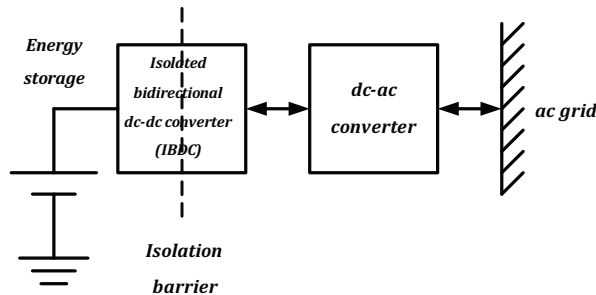 Energy
storage
Isolated
bidirectional
dc-dc converter
(IBDC)
dc-ac
converter
ac grid
Isolation
barrier